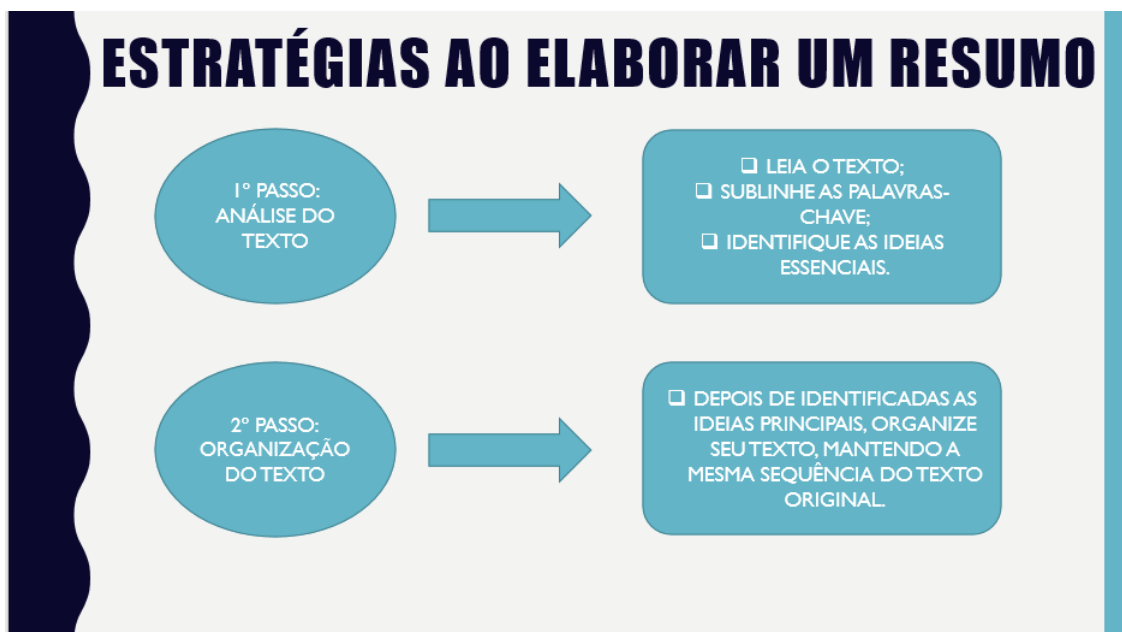 ESTRATÉGIAS AO ELABORAR UM RESUMO
1º PASSO:
ANÁLISE DO
TEXTO
❑ LEIA O TEXTO;
❑ SUBLINHE AS PALAVRAS-
CHAVE;
❑ IDENTIFIQUE AS IDEIAS
ESSENCIAIS.
2º PASSO:
ORGANIZAÇÃO
DO TEXTO
❑ DEPOIS DE IDENTIFICADAS AS
IDEIAS PRINCIPAIS, ORGANIZE
SEU TEXTO, MANTENDO A
MESMA SEQUÊNCIA DO TEXTO
ORIGINAL.